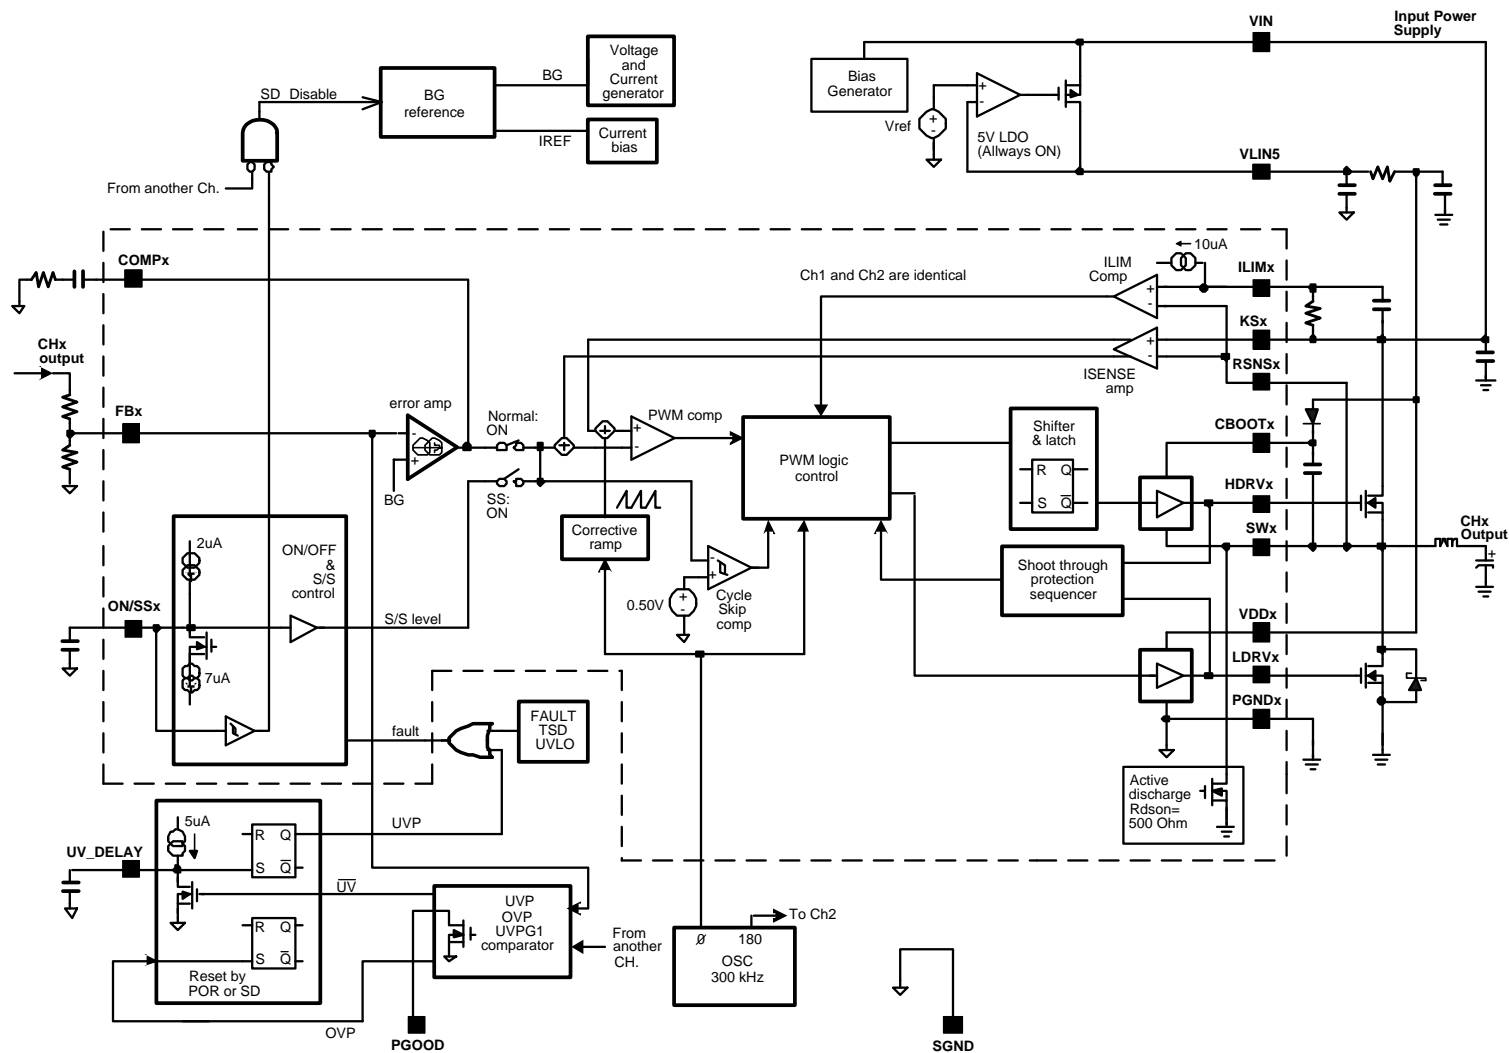 VIN
Input Power
Supply
Voltage
and
Current
generator
BG
BG
reference
SD Disable
IREF
Current
bias
From another Ch.
Bias
Generator
Vref
+
-
+
-
5V LDO
(Allways ON)
VLIN5
COMPx
Ch1 and Ch2 are identical
ILIM
Comp
10uA
+
-
ILIMx
KSx
+
-
RSNSx
ISENSE
amp
CHx
output
FBx
error amp
-
+
BG
Normal:
ON
SS:
ON
+
+
PWM comp
+
-
PWM logic
control
Shifter
& latch
R Q
S Q
CBOOTx
HDRVx
SWx
CHx
Output
+
Corrective
ramp
-
+
0.50V
+
-
Cycle
Skip
comp
Shoot through
protection
sequencer
VDDx
LDRVx
PGNDx
2uA
ON/OFF
&
S/S
control
ON/SSx
S/S level
7uA
fault
FAULT
TSD
UVLO
Active
discharge
Rdson=
500 Ohm
5uA
R Q
S Q
UVP
UV_DELAY
UV
R Q
S Q
Reset by
POR or SD
OVP
UVP
OVP
UVPG1
comparator
From
another
CH.
PGOOD
To Ch2
Ø 180
OSC
300 kHz
SGND